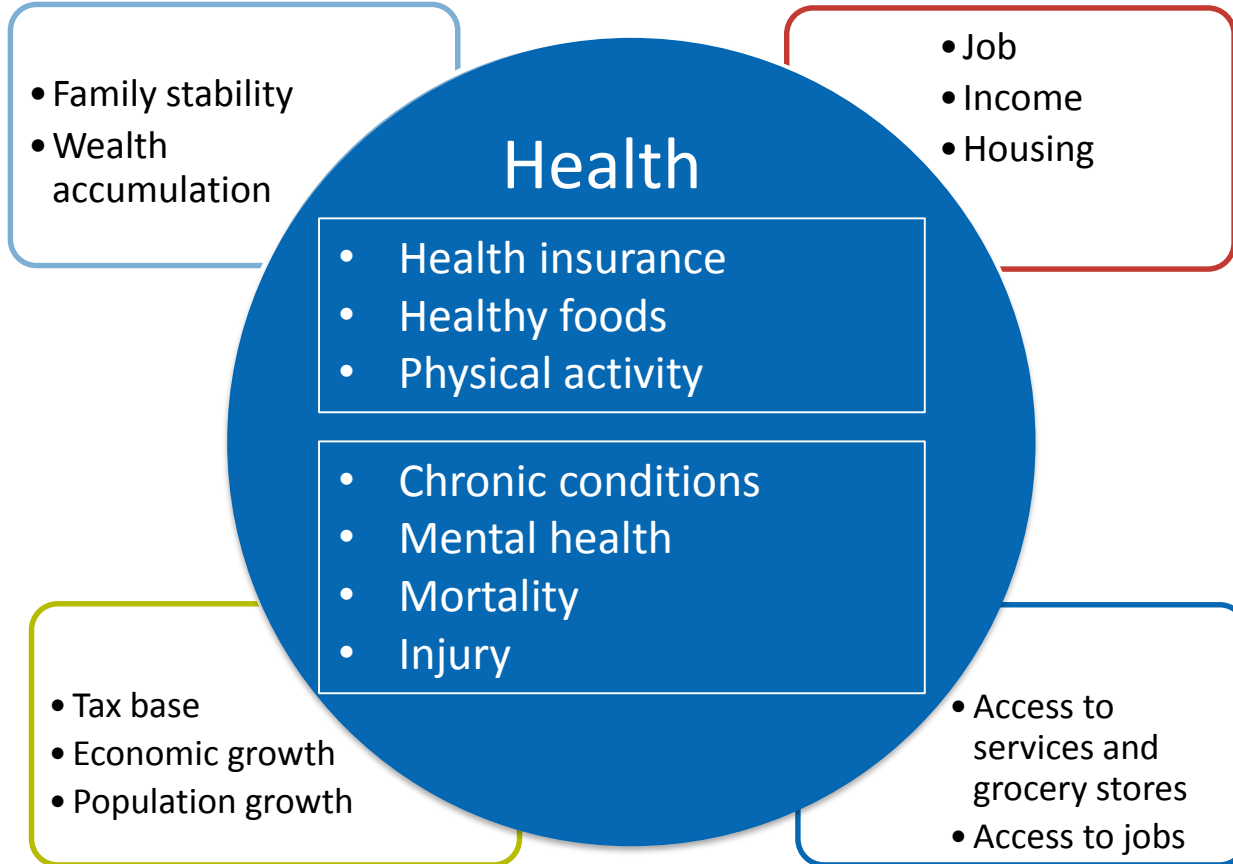 • Family stability
• Wealth
accumulation
• Job
• Income
• Housing
Health
• Health insurance
• Healthy foods
• Physical activity
• Chronic conditions
• Mental health
• Mortality
• Injury
• Tax base
• Economic growth
• Population growth
• Access to
services and
grocery stores
• Access to jobs